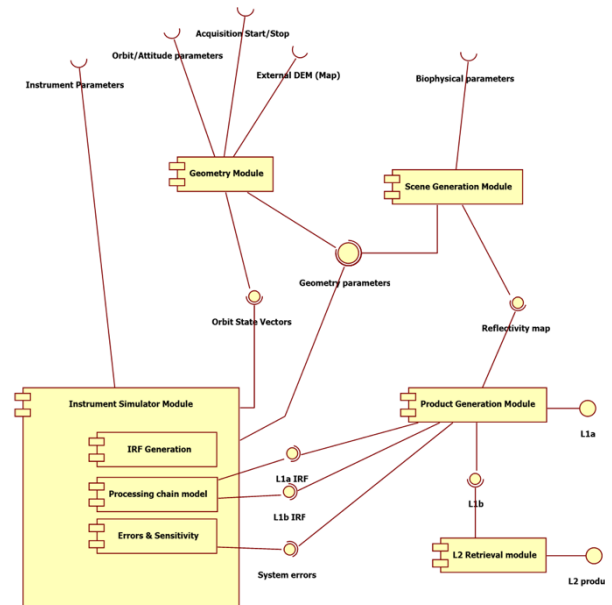 Acquisition Start/Stop
Orbit/Attitude parameters
External DEM (Map)
Instrument Parameters
Biophysical parameters
Geometry Module
Scene Generation Module
Geometry parameters
Orbit State Vectors
Reflectivity map
Instrument Simulator Module
Product Generation Module
IRF Generation
L1a
L1a IRF
Processing chain model
L1b
L1b IRF
Errors & Sensitivity
L2 Retrieval module
System errors
L2 produ